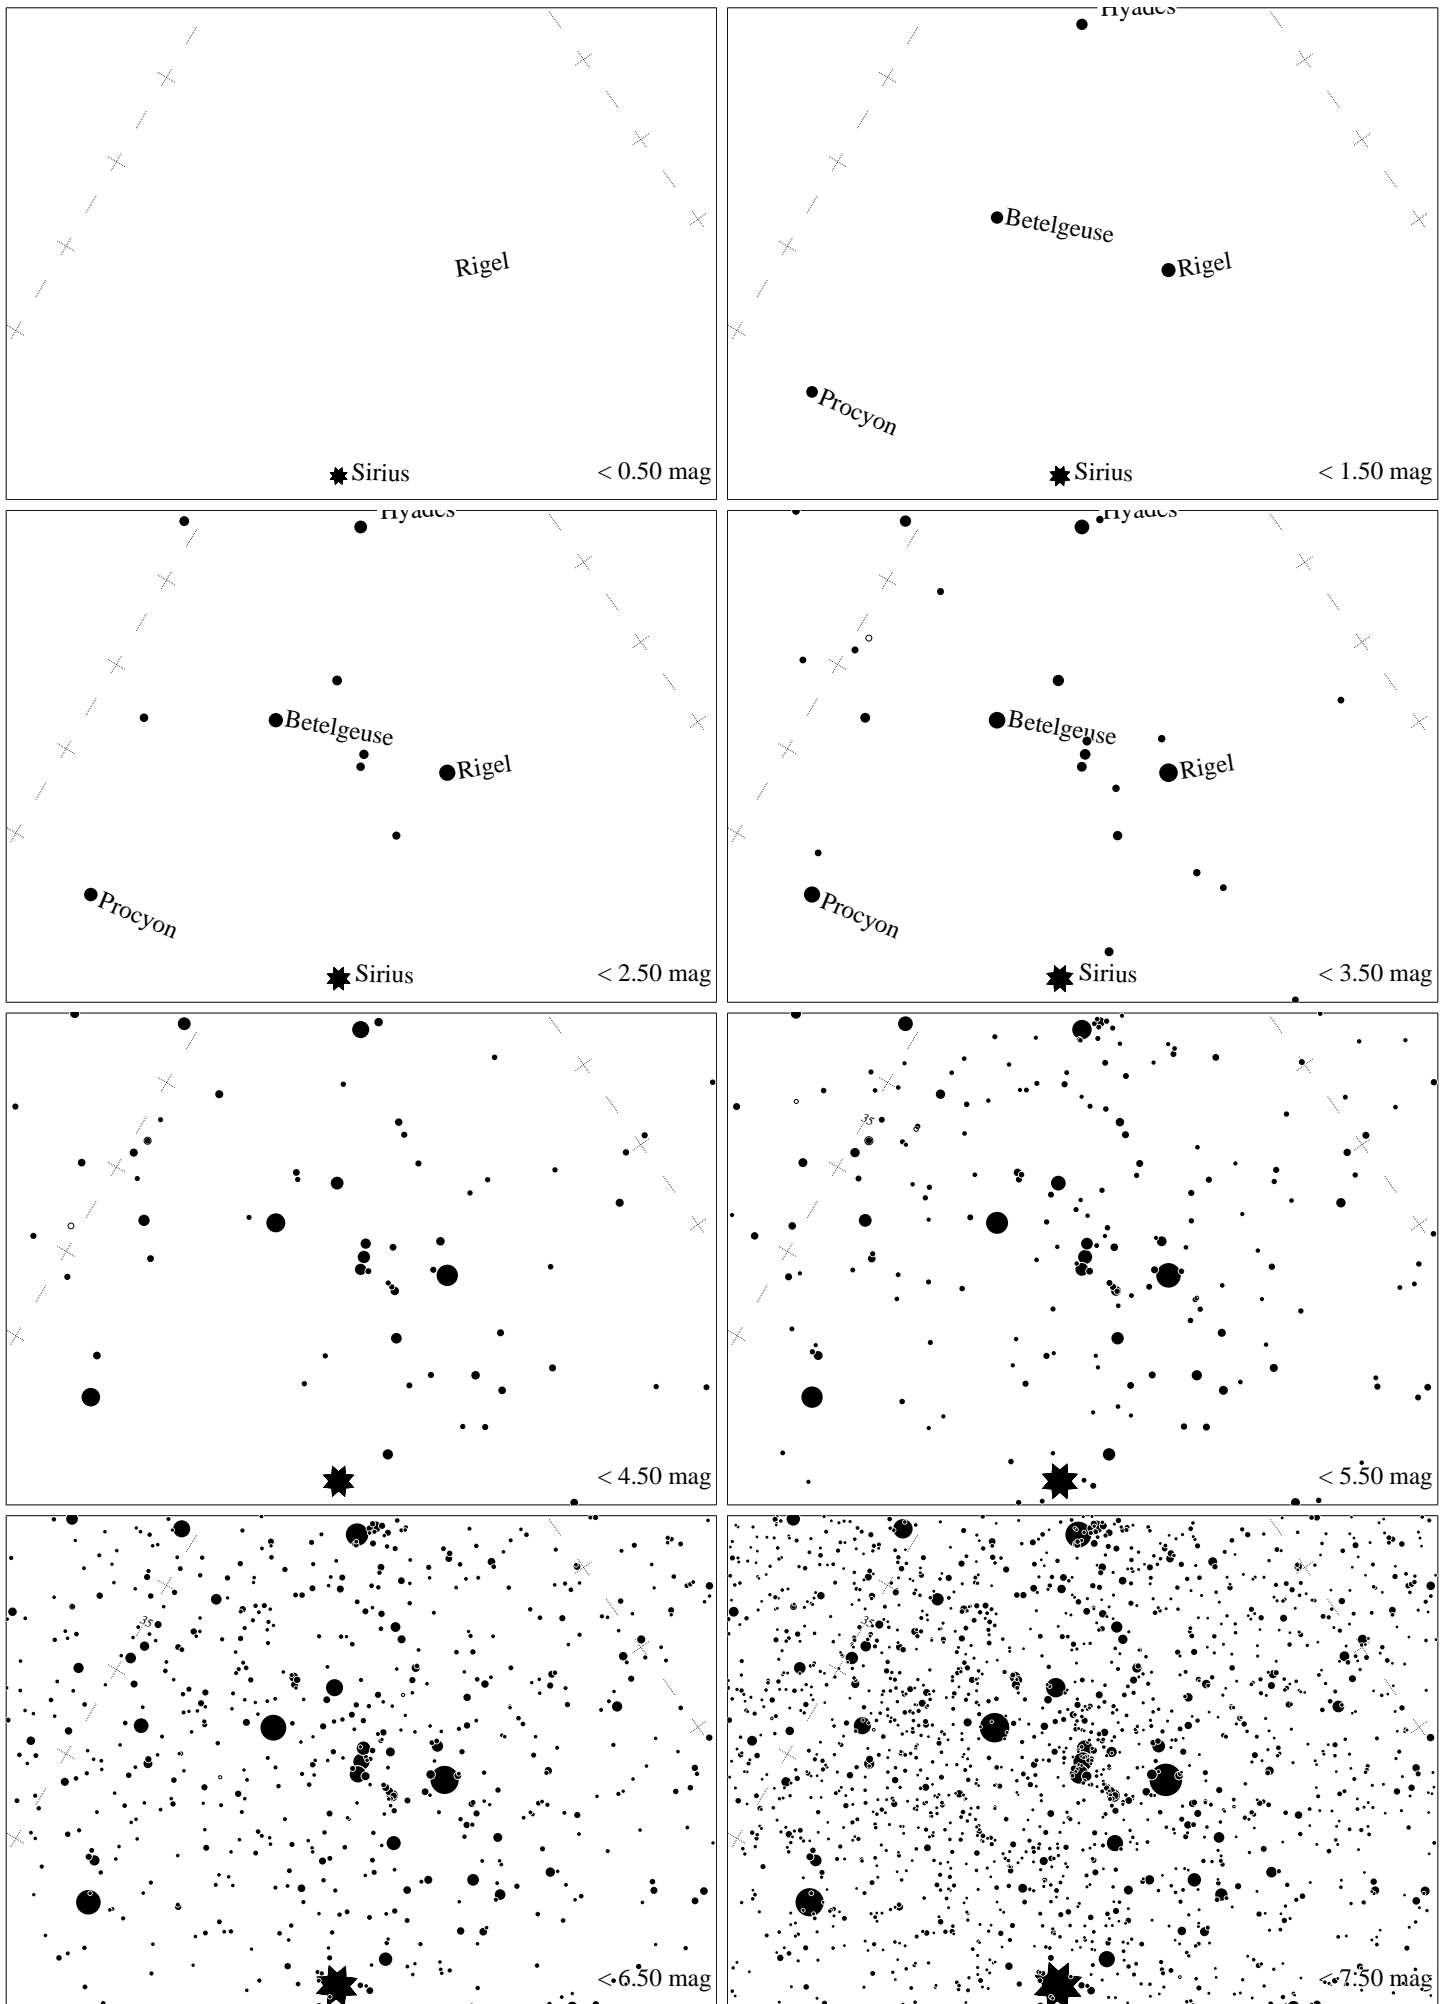 Rigel
Sirius
< 0.50 mag
Hyades
Betelgeuse
Rigel
Procyon
Sirius
< 1.50 mag
Hyades
Betelgeuse
Rigel
Procyon
Sirius
< 2.50 mag
Hyades
Betelgeuse
Rigel
Procyon
Sirius
< 3.50 mag
< 4.50 mag
35
< 5.50 mag
35
< 6.50 mag
35
< 7.50 mag